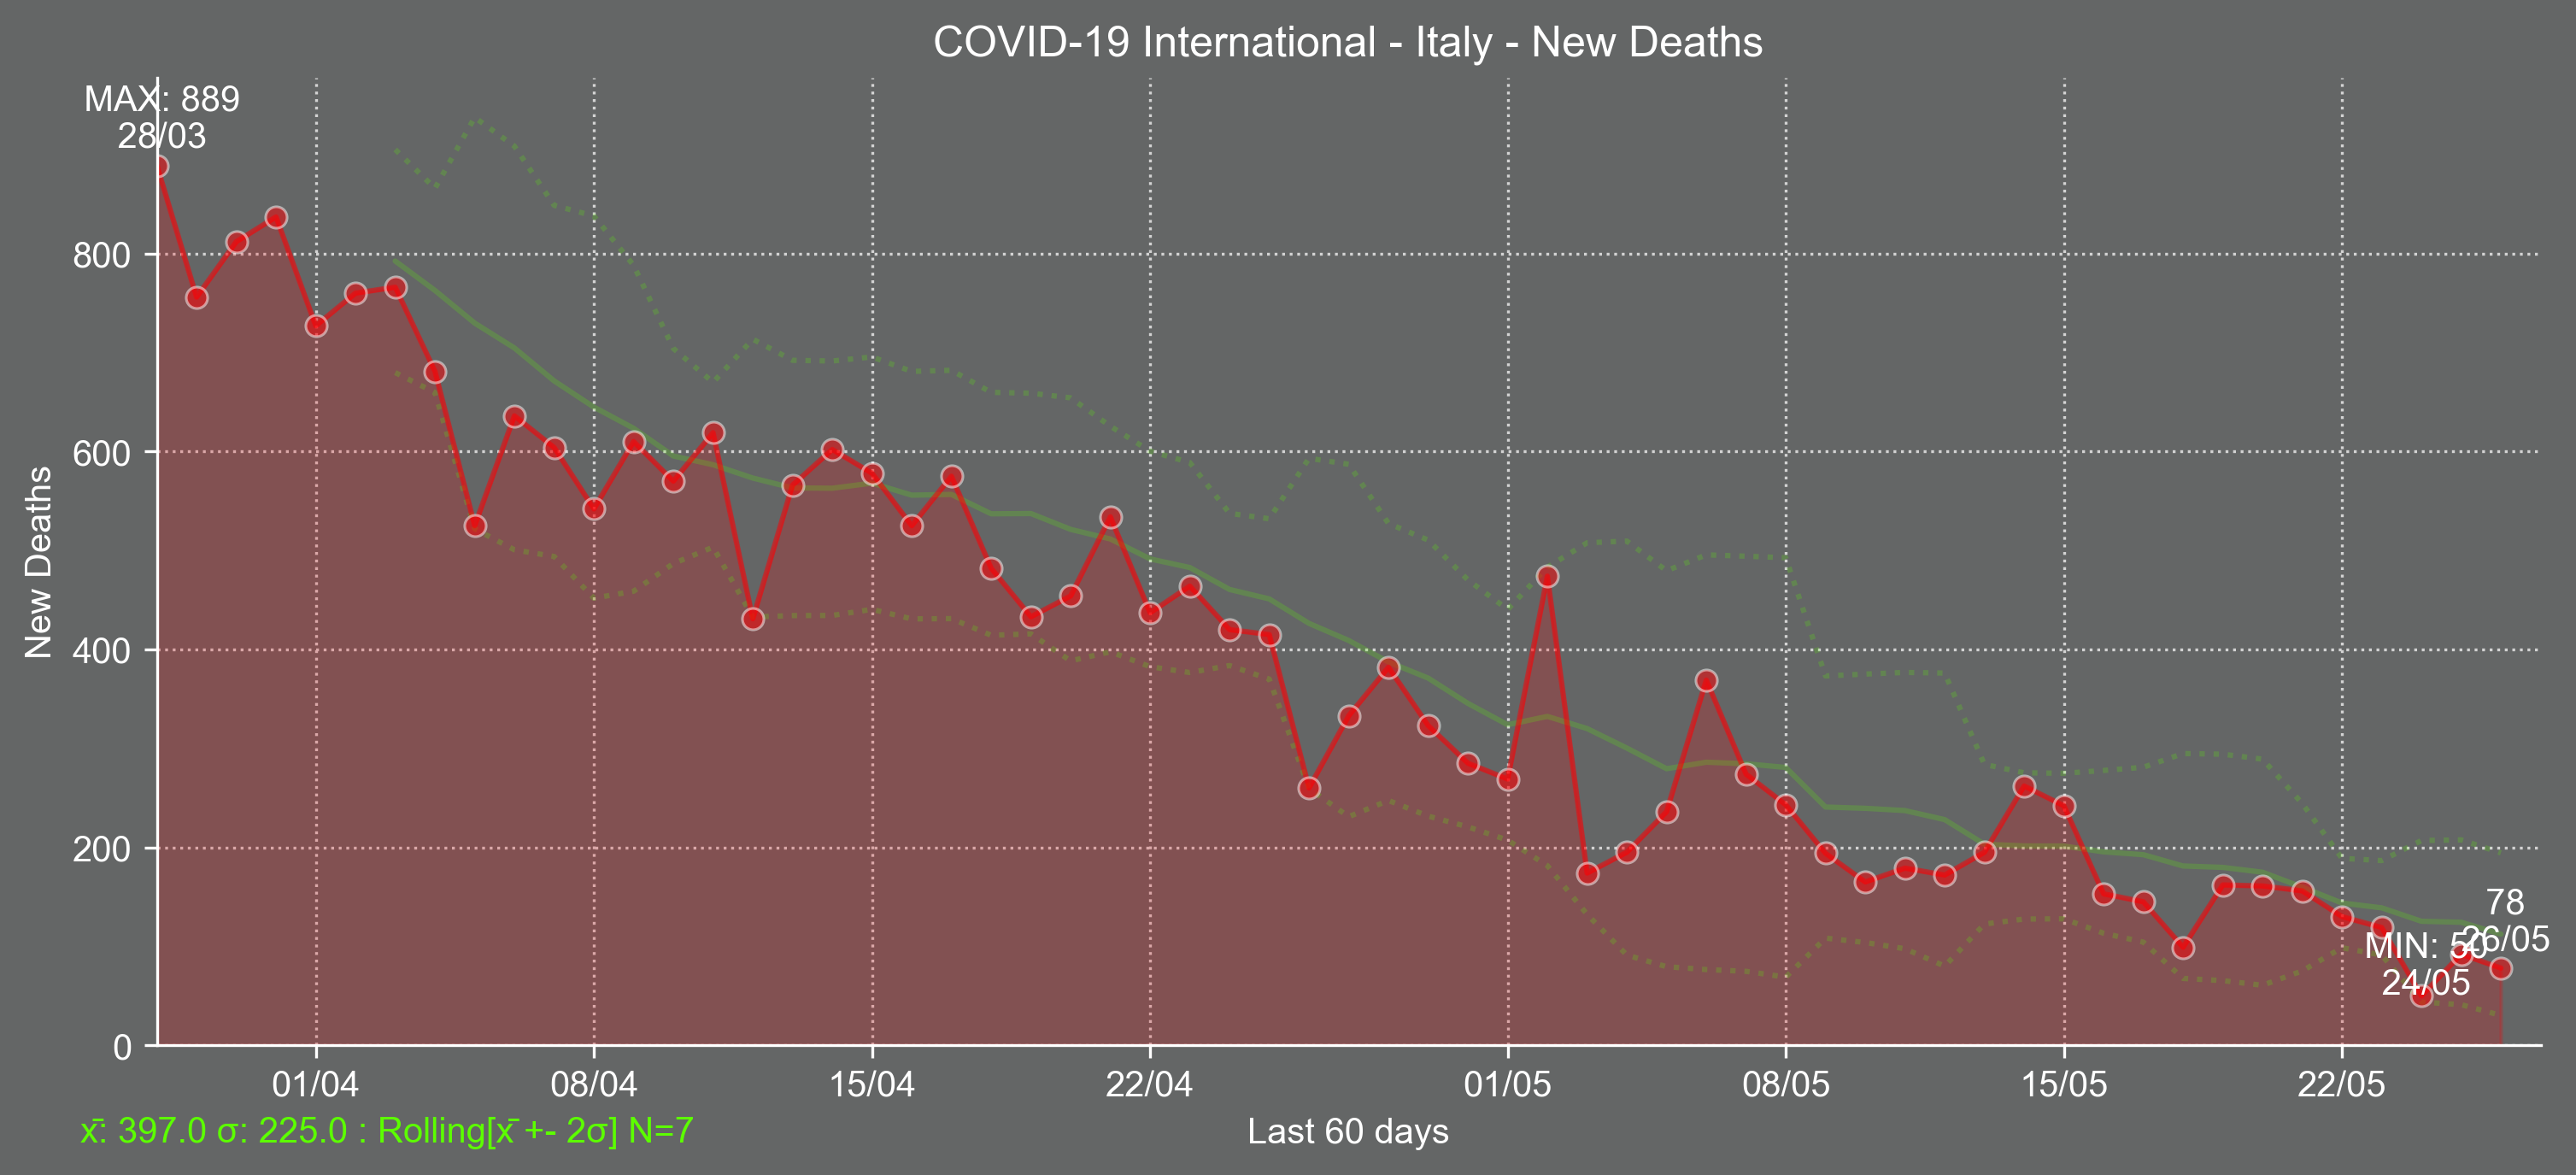 COVID-19 International - Italy - New Deaths
MAX: 889
28/03
800
600
400
200
0
New Deaths
78
26/05
MIN: 50
24/05
01/04
08/04
15/04
22/04
01/05
08/05
15/05
22/05
x̄: 397.0 σ: 225.0 : Rolling[x̄ +- 2σ] N=7
Last 60 days